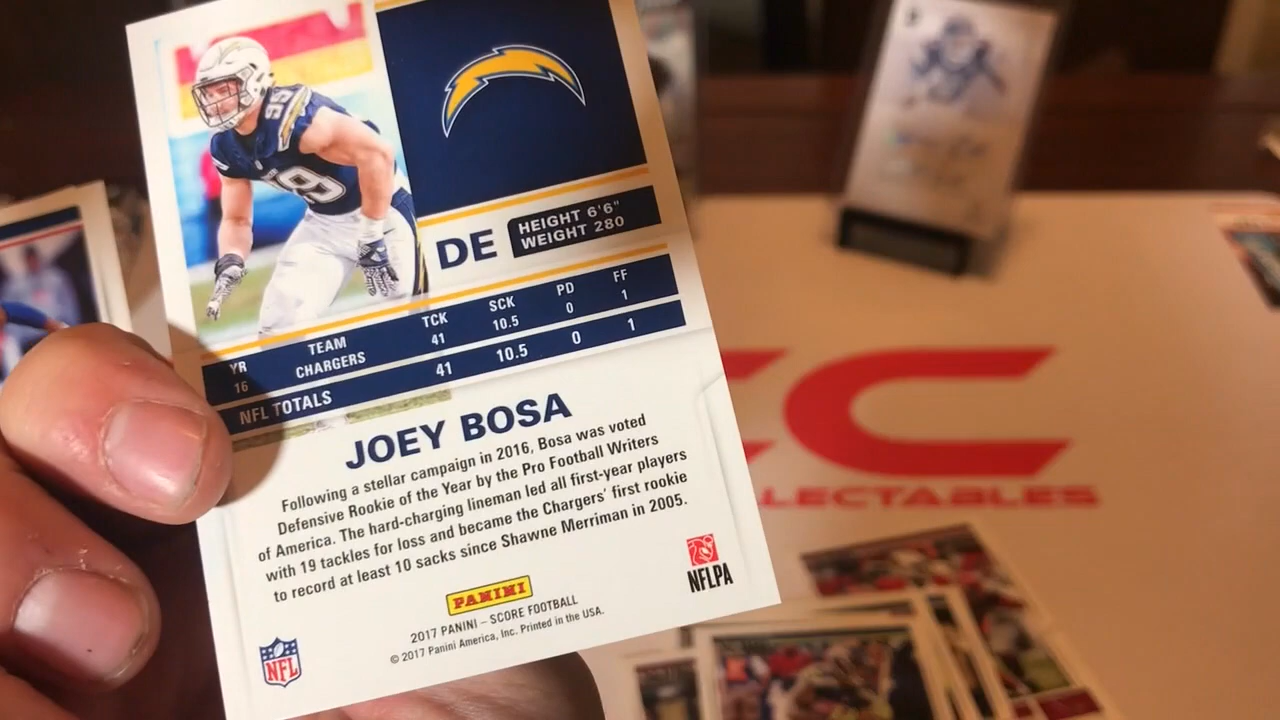 99
99
DE
HEIGHT 6'6"
WEIGHT 280
YR TEAM TCK SCK PD FF
16 CHARGERS 41 10.5 0 1
NFL TOTALS 41 10.5 0 1
JOEY BOSA
Following a stellar campaign in 2016, Bosa was voted
Defensive Rookie of the Year by the Pro Football Writers
of America. The hard-charging lineman led all first-year players
with 19 tackles for loss and became the Chargers' first rookie
to record at least 10 sacks since Shawne Merriman in 2005.
PANINI
NFLPA
2017 PANINI – SCORE FOOTBALL
© 2017 Panini America, Inc. Printed in the USA.
NFL
CC
LLECTABLES